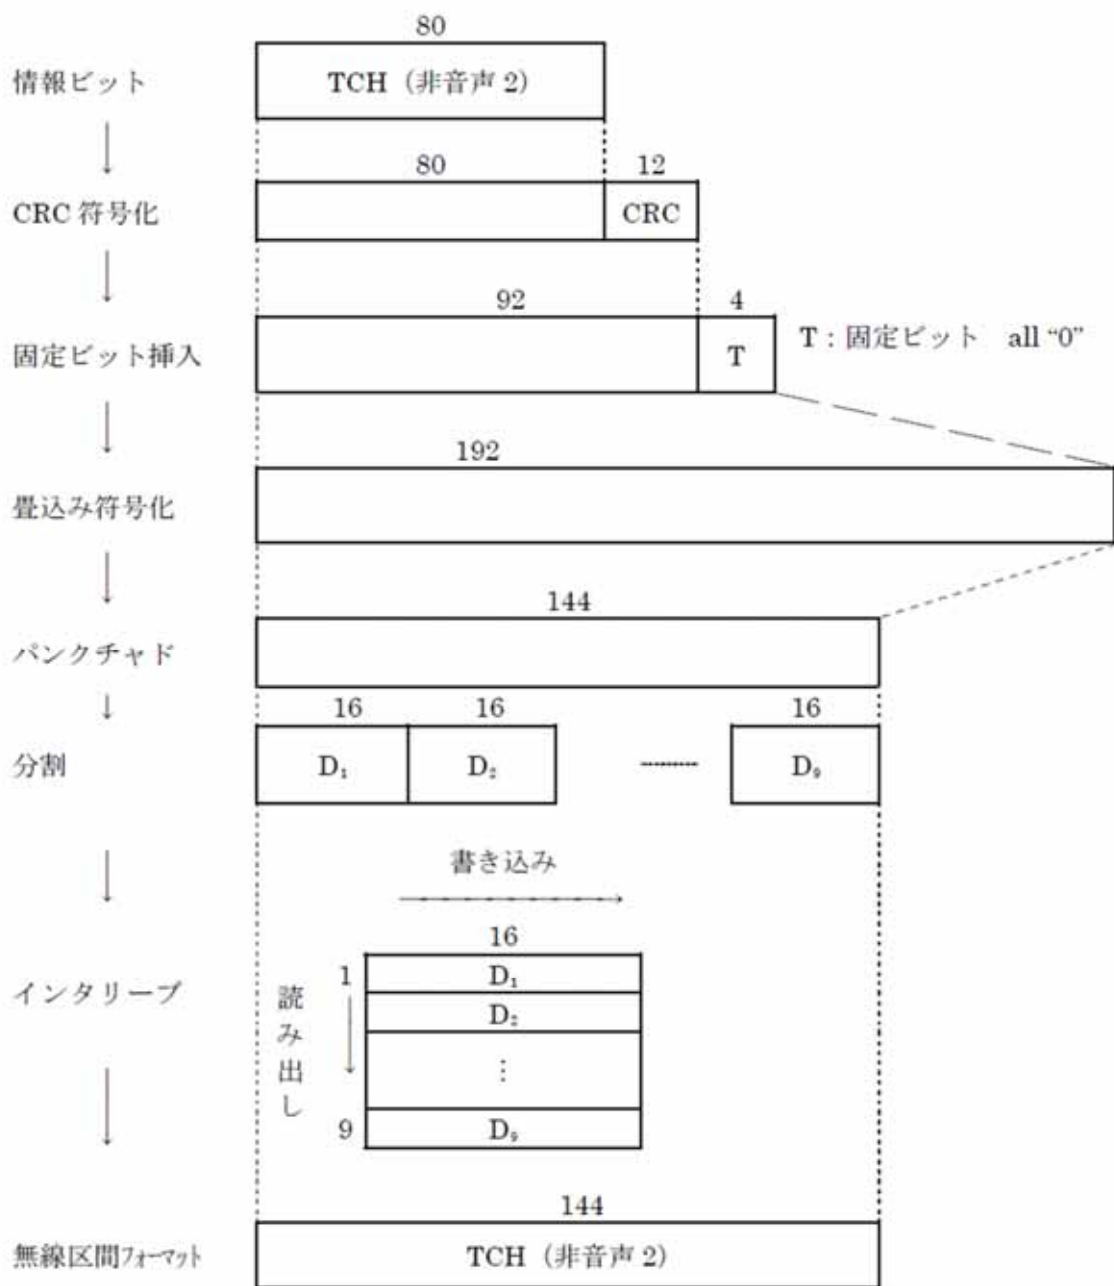 80
情報ビット
TCH（非音声 2）
80 12
CRC 符号化
CRC
92 4
固定ビット挿入
T
T：固定ビット all “0”
192
畳込み符号化
144
パンクチャド
16 16 16
分割
D₁ D₂ D₉
書き込み
16
インタリーブ
読み出し
1 D₁
D₂
⋮
9 D₉
144
無線区間フォーマット
TCH（非音声 2）